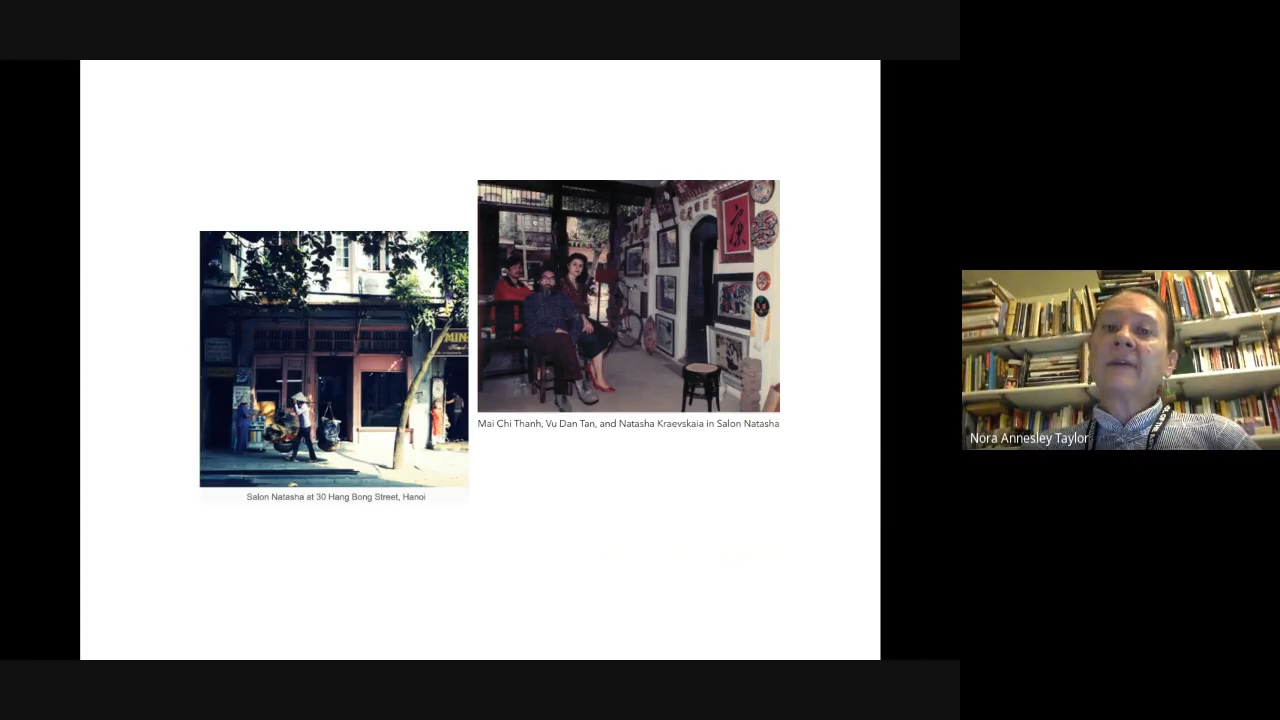 MIN
Mai Chi Thanh, Vu Dan Tan, and Natasha Kraevskaia in Salon Natasha
Salon Natasha at 30 Hang Bong Street, Hanoi
Nora Annesley Taylor